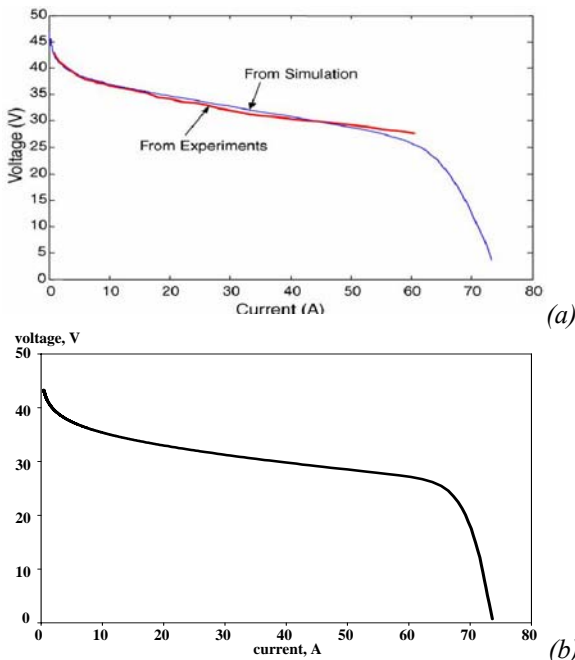 50
45
40
35
30
25
20
15
10
5
0
Voltage (V)
From Simulation
From Experiments
0 10 20 30 40 50 60 70 80
Current (A)
(a)
voltage, V
50
40
30
20
10
0
0 10 20 30 40 50 60 70 80
current, A
(b)